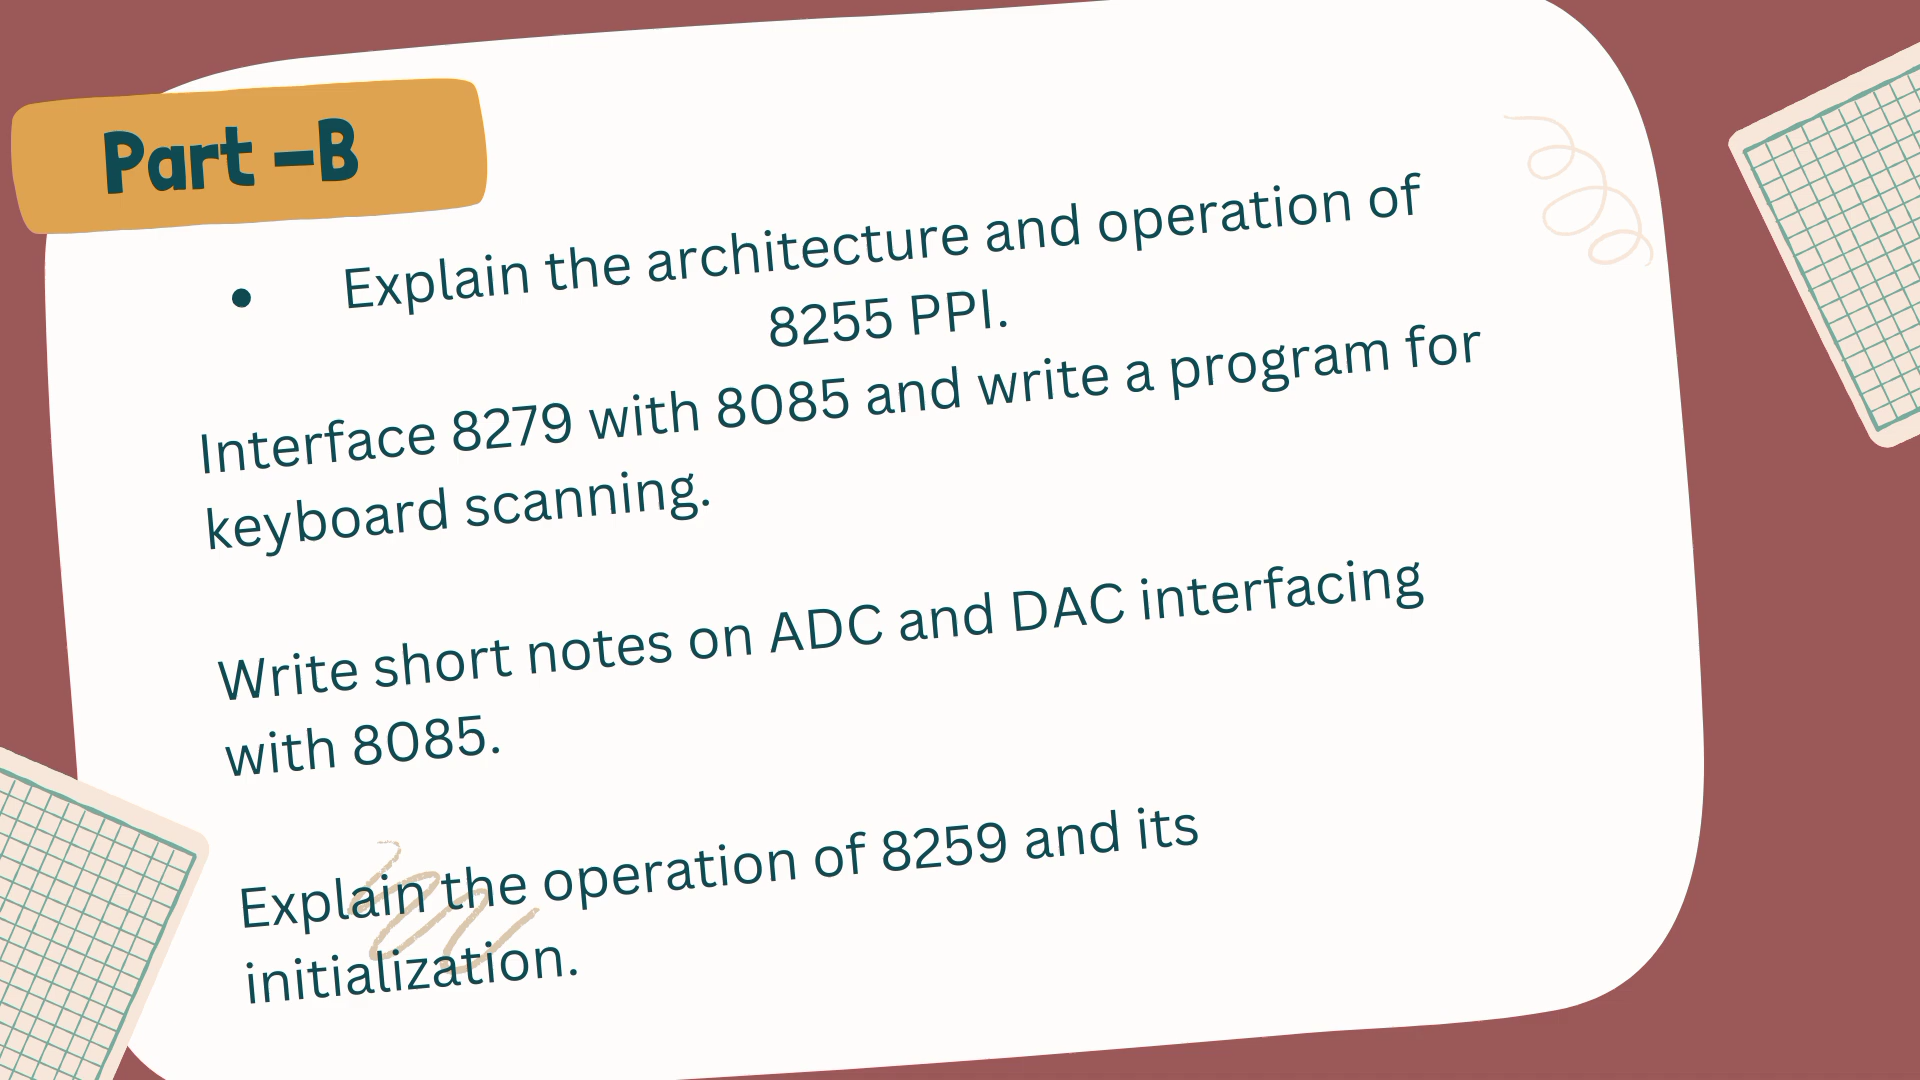 Part -B
• Explain the architecture and operation of
8255 PPI.
Interface 8279 with 8085 and write a program for
keyboard scanning.
Write short notes on ADC and DAC interfacing
with 8085.
Explain the operation of 8259 and its
initialization.